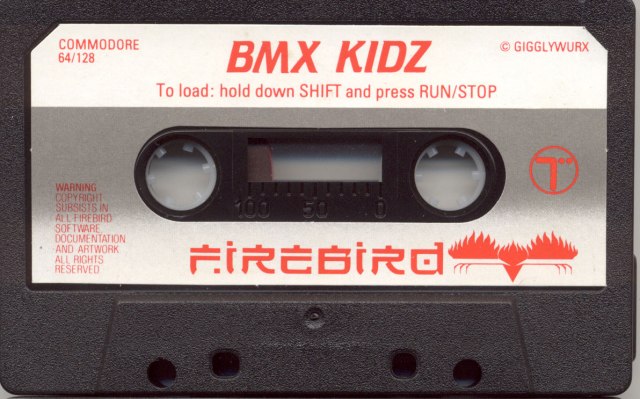 COMMODORE
64/128
BMX KIDZ
© GIGGLYWURX
To load: hold down SHIFT and press RUN/STOP
100 50 0
T
WARNING
COPYRIGHT
SUBSISTS IN
ALL FIREBIRD
SOFTWARE,
DOCUMENTATION
AND ARTWORK
ALL RIGHTS
RESERVED
FIREBIRD